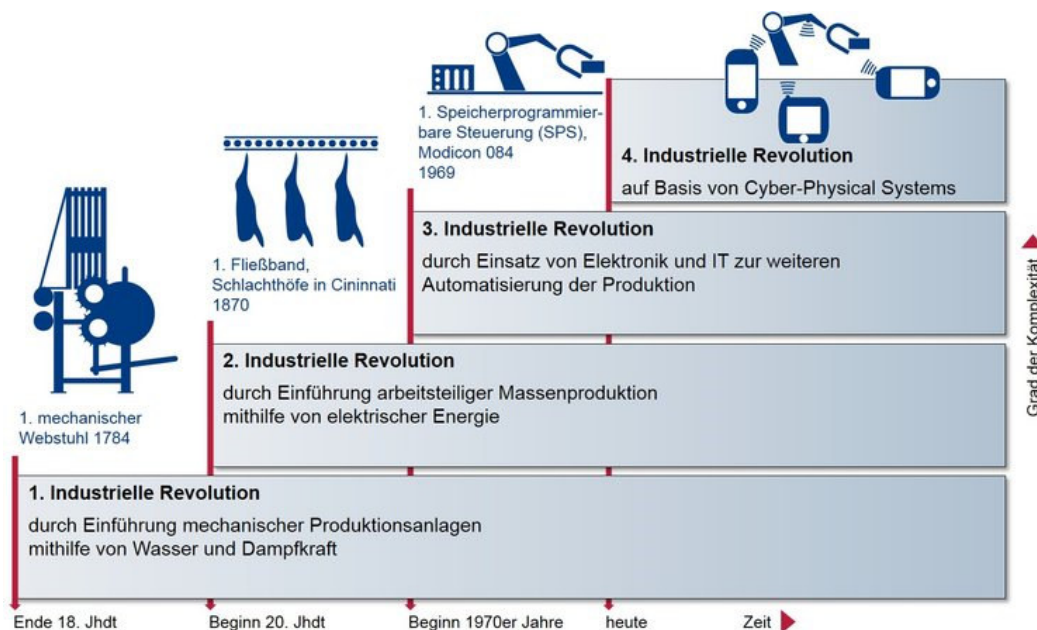 1. Speicherprogrammier-
bare Steuerung (SPS),
Modicon 084
1969
4. Industrielle Revolution
auf Basis von Cyber-Physical Systems
1. Fließband,
Schlachthöfe in Cininnati
1870
3. Industrielle Revolution
durch Einsatz von Elektronik und IT zur weiteren
Automatisierung der Produktion
1. mechanischer
Webstuhl 1784
2. Industrielle Revolution
durch Einführung arbeitsteiliger Massenproduktion
mithilfe von elektrischer Energie
1. Industrielle Revolution
durch Einführung mechanischer Produktionsanlagen
mithilfe von Wasser und Dampfkraft
Grad der Komplexität
Ende 18. Jhdt
Beginn 20. Jhdt
Beginn 1970er Jahre
heute
Zeit